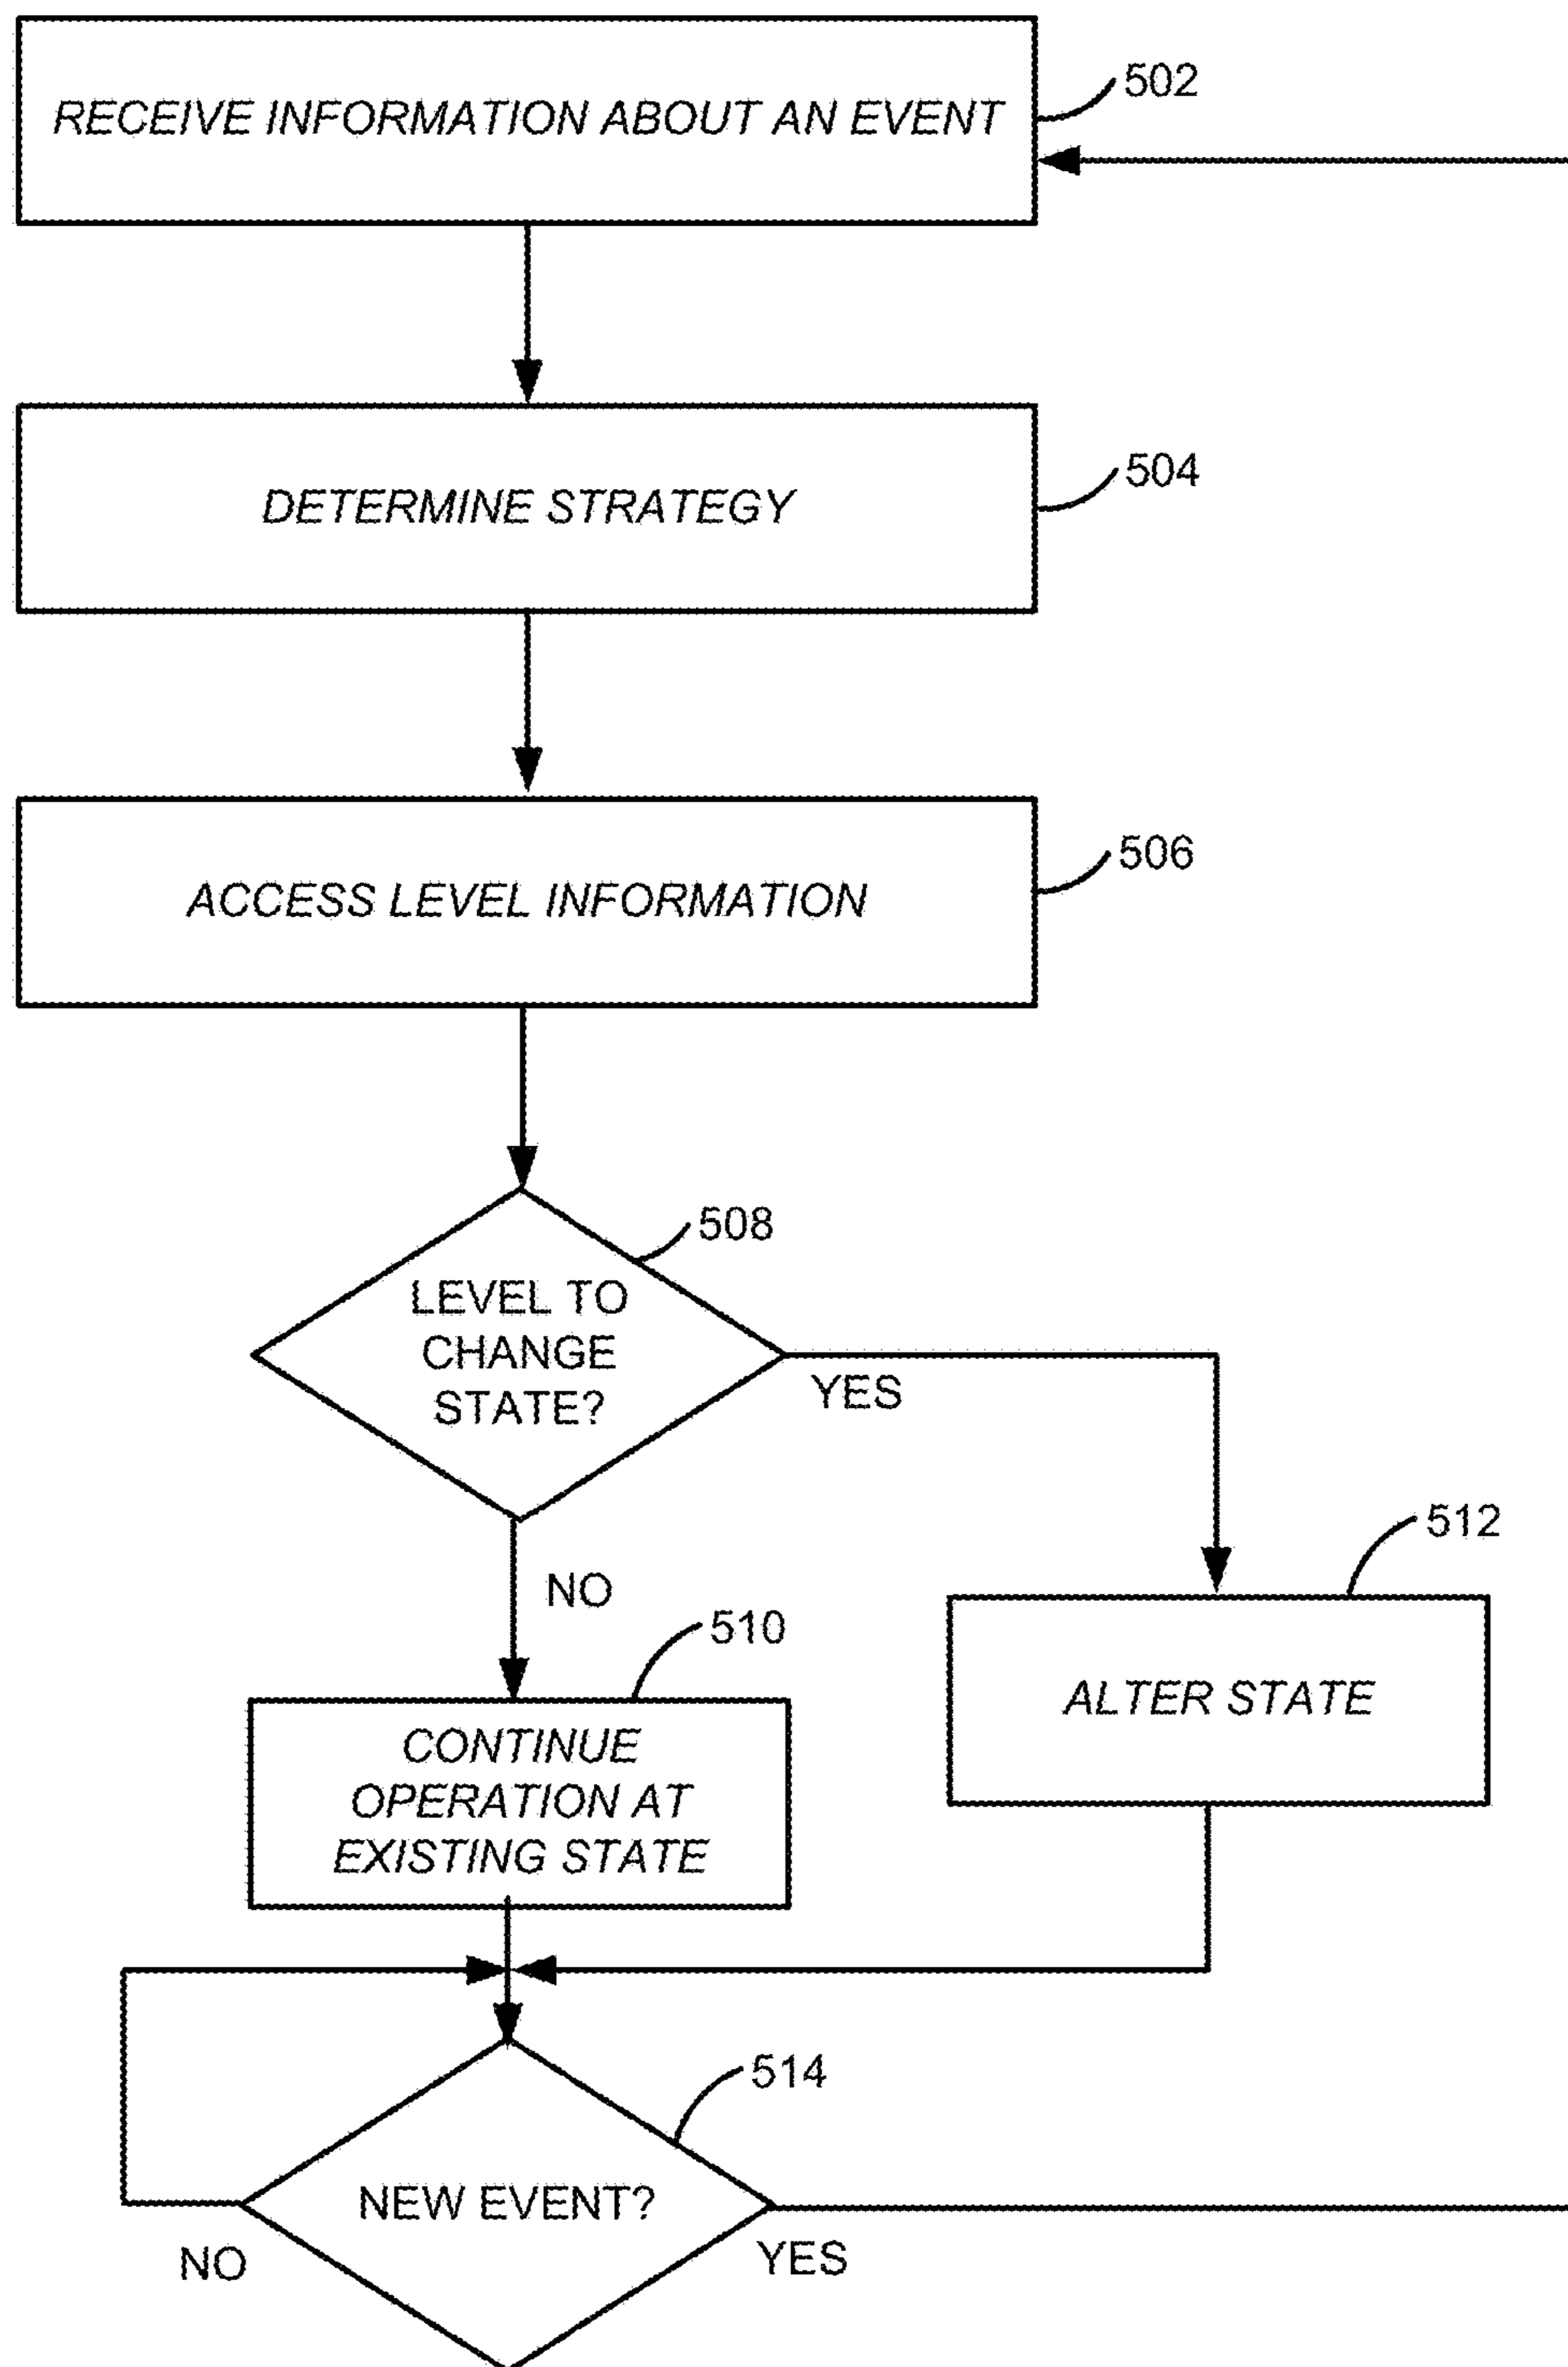 RECEIVE INFORMATION ABOUT AN EVENT
502
DETERMINE STRATEGY
504
ACCESS LEVEL INFORMATION
506
508
LEVEL TO
CHANGE
STATE?
YES
NO
512
ALTER STATE
510
CONTINUE
OPERATION AT
EXISTING STATE
514
NEW EVENT?
NO
YES